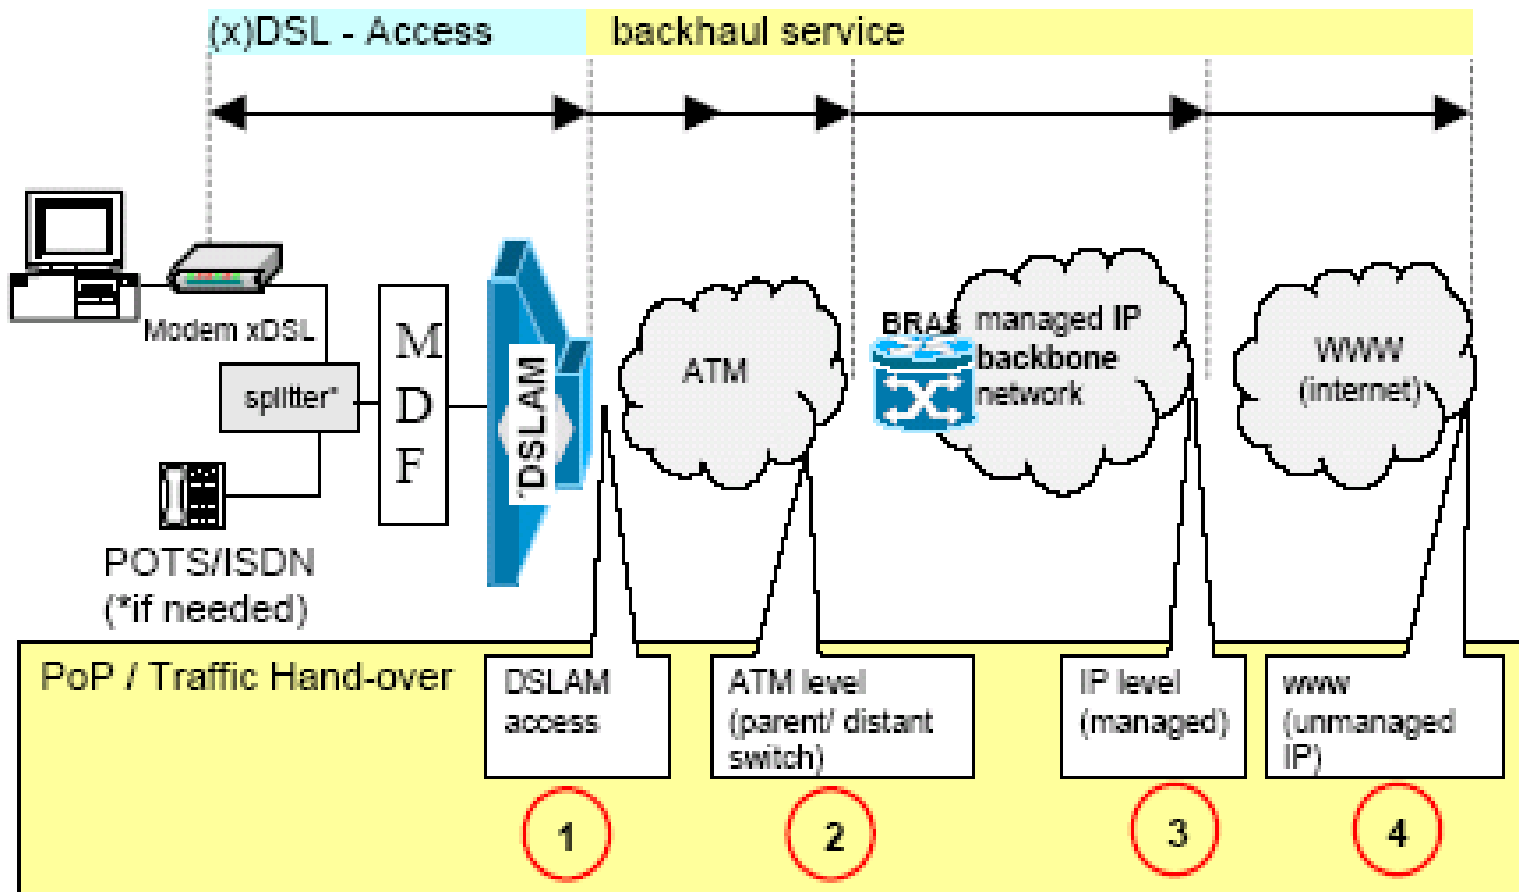 (x)DSL - Access
backhaul service
Modem xDSL
splitter*
POTS/ISDN
(*if needed)
M
D
F
DSLAM
ATM
BRAS
managed IP
backbone
network
WWW
(internet)
PoP / Traffic Hand-over
DSLAM
access
ATM level
(parent/ distant
switch)
IP level
(managed)
www
(unmanaged
IP)
1
2
3
4